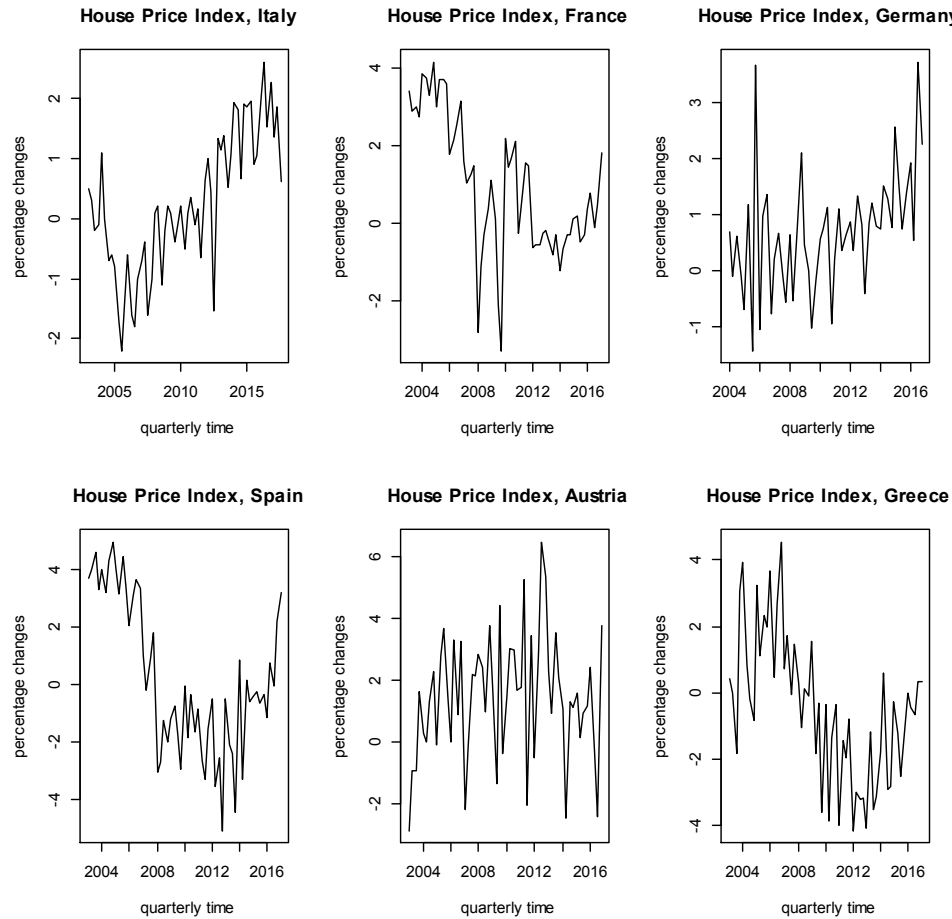 House Price Index, Italy
House Price Index, France
House Price Index, Germany
percentage changes
-2 -1 0 1 2
2005 2010 2015
quarterly time
percentage changes
-2 0 2 4
2004 2008 2012 2016
quarterly time
percentage changes
-1 0 1 2 3
2004 2008 2012 2016
quarterly time
House Price Index, Spain
House Price Index, Austria
House Price Index, Greece
percentage changes
-4 -2 0 2 4
2004 2008 2012 2016
quarterly time
percentage changes
-2 0 2 4 6
2004 2008 2012 2016
quarterly time
percentage changes
-4 -2 0 2 4
2004 2008 2012 2016
quarterly time